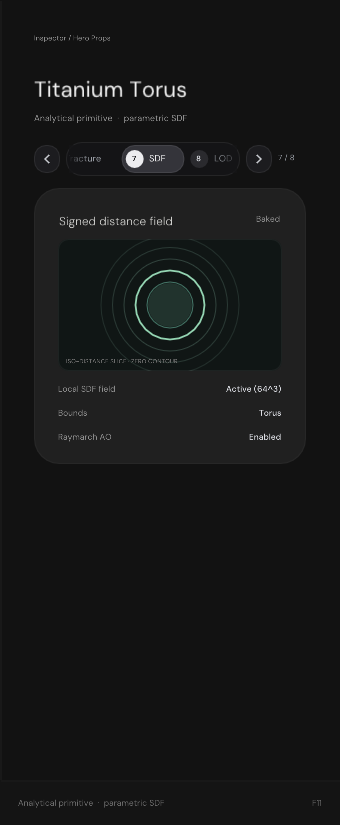 Inspector / Hero Props
Titanium Torus
Analytical primitive · parametric SDF
acture 7 SDF 8 LOD 7 / 8
Signed distance field Baked
ISO-DISTANCE SLICE · ZERO CONTOUR
Local SDF field Active (64^3)
Bounds Torus
Raymarch AO Enabled
Analytical primitive · parametric SDF F11